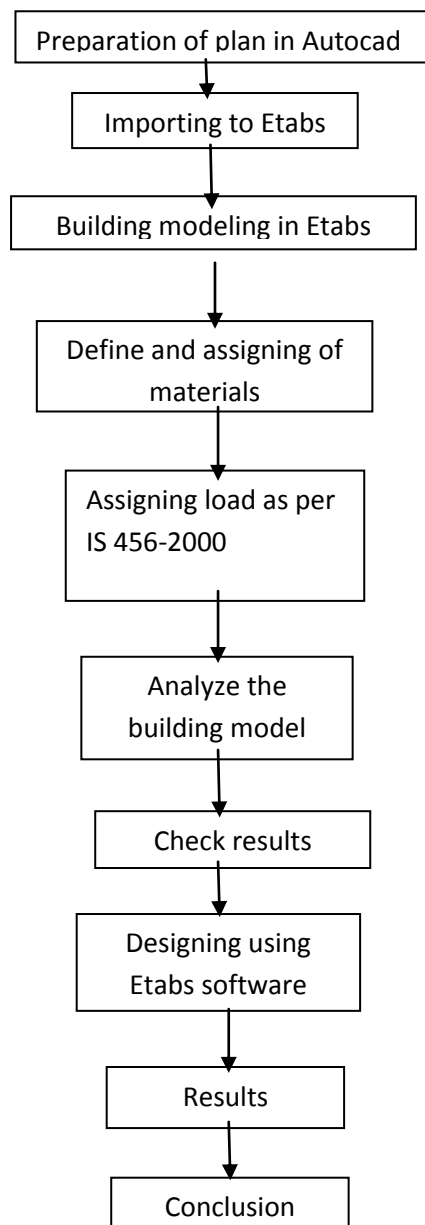 Preparation of plan in Autocad
Importing to Etabs
Building modeling in Etabs
Define and assigning of
materials
Assigning load as per
IS 456-2000
Analyze the
building model
Check results
Designing using
Etabs software
Results
Conclusion